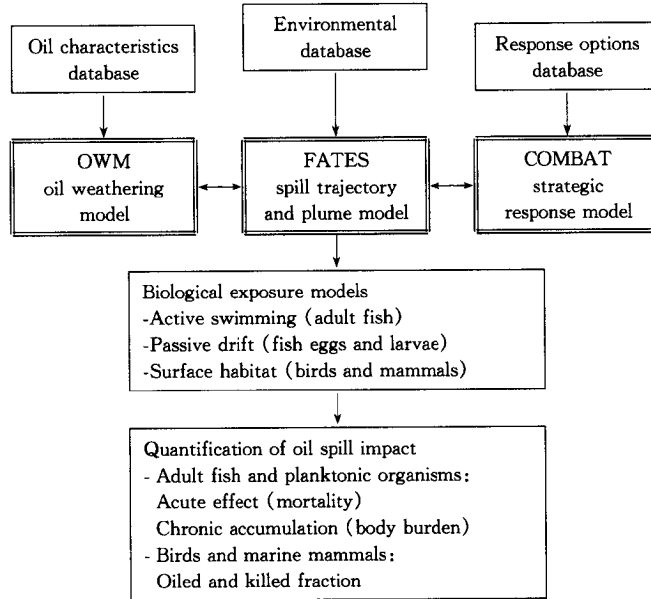 Oil characteristics
database
Environmental
database
Response options
database
OWM
oil weathering
model
FATES
spill trajectory
and plume model
COMBAT
strategic
response model
Biological exposure models
-Active swimming (adult fish)
-Passive drift (fish eggs and larvae)
-Surface habitat (birds and mammals)
Quantification of oil spill impact
- Adult fish and planktonic organisms:
Acute effect (mortality)
Chronic accumulation (body burden)
- Birds and marine mammals:
Oiled and killed fraction